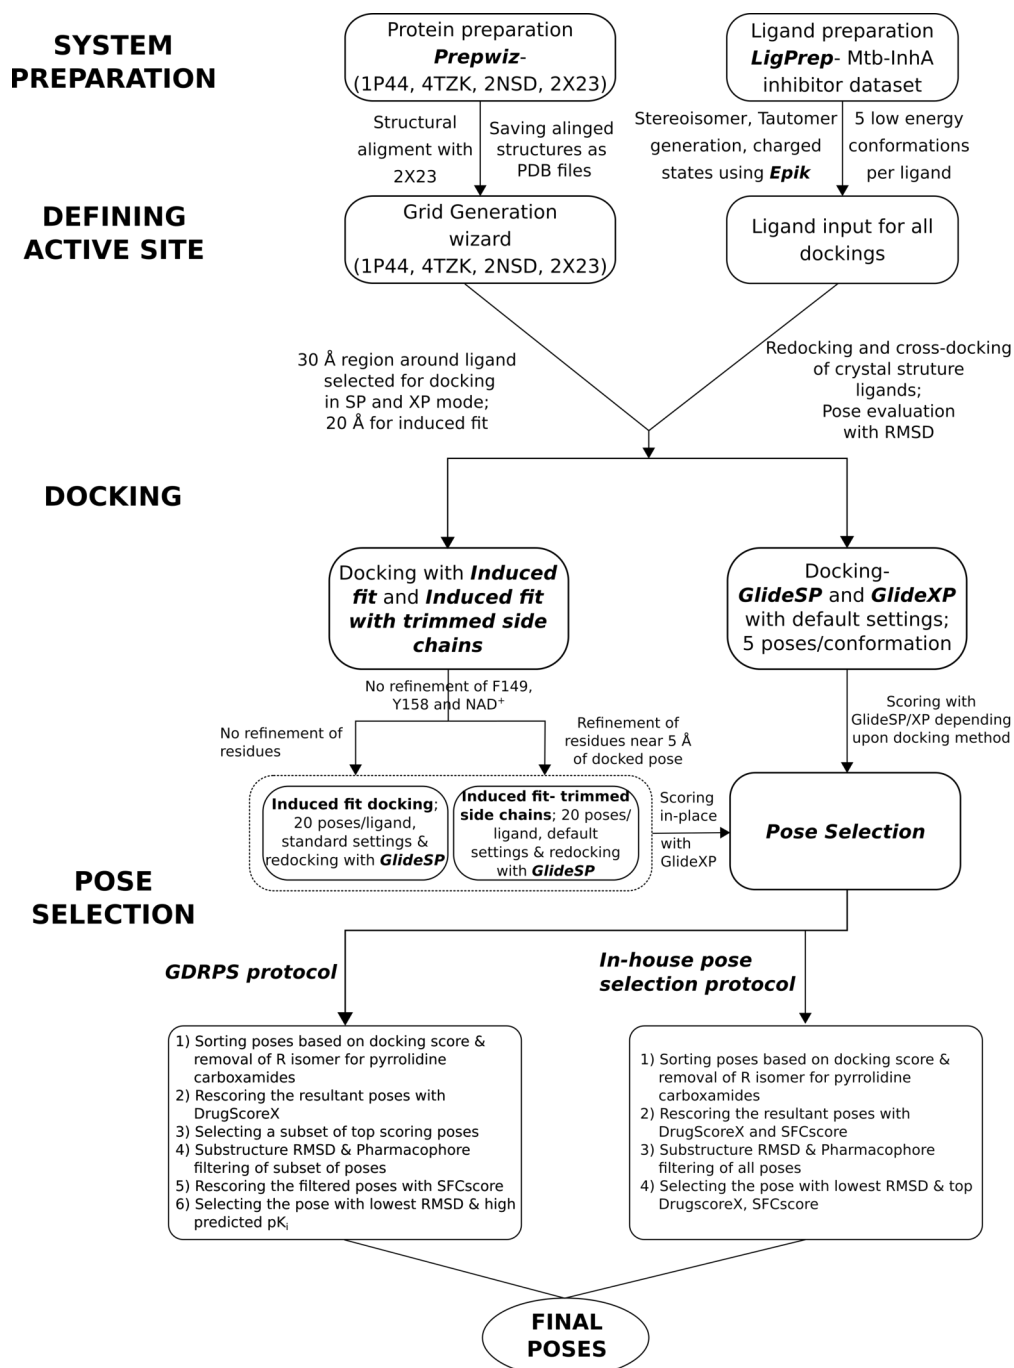 SYSTEM
PREPARATION
Protein preparation
Prepwiz-
(1P44, 4TZK, 2NSD, 2X23)
Ligand preparation
LigPrep- Mtb-InhA
inhibitor dataset
Structural
aligment with
2X23
Saving alinged
structures as
PDB files
Stereoisomer, Tautomer
generation, charged
states using Epik
5 low energy
conformations
per ligand
DEFINING
ACTIVE SITE
Grid Generation
wizard
(1P44, 4TZK, 2NSD, 2X23)
Ligand input for all
dockings
30 Å region around ligand
selected for docking
in SP and XP mode;
20 Å for induced fit
Redocking and cross-docking
of crystal struture
ligands;
Pose evaluation
with RMSD
DOCKING
Docking with Induced
fit and Induced fit
with trimmed side
chains
Docking-
GlideSP and GlideXP
with default settings;
5 poses/conformation
No refinement of F149,
Y158 and NAD⁺
No refinement of
residues
Refinement of
residues near 5 Å
of docked pose
Scoring with
GlideSP/XP depending
upon docking method
Induced fit docking;
20 poses/ligand,
standard settings &
redocking with GlideSP
Induced fit- trimmed
side chains; 20 poses/
ligand, default
settings & redocking
with GlideSP
Scoring
in-place
with
GlideXP
Pose Selection
POSE
SELECTION
GDRPS protocol
In-house pose
selection protocol
1) Sorting poses based on docking score &
removal of R isomer for pyrrolidine
carboxamides
2) Rescoring the resultant poses with
DrugScoreX
3) Selecting a subset of top scoring poses
4) Substructure RMSD & Pharmacophore
filtering of subset of poses
5) Rescoring the filtered poses with SFCscore
6) Selecting the pose with lowest RMSD & high
predicted pKᵢ
1) Sorting poses based on docking score &
removal of R isomer for pyrrolidine
carboxamides
2) Rescoring the resultant poses with
DrugScoreX and SFCscore
3) Substructure RMSD & Pharmacophore
filtering of all poses
4) Selecting the pose with lowest RMSD & top
DrugscoreX, SFCscore
FINAL
POSES